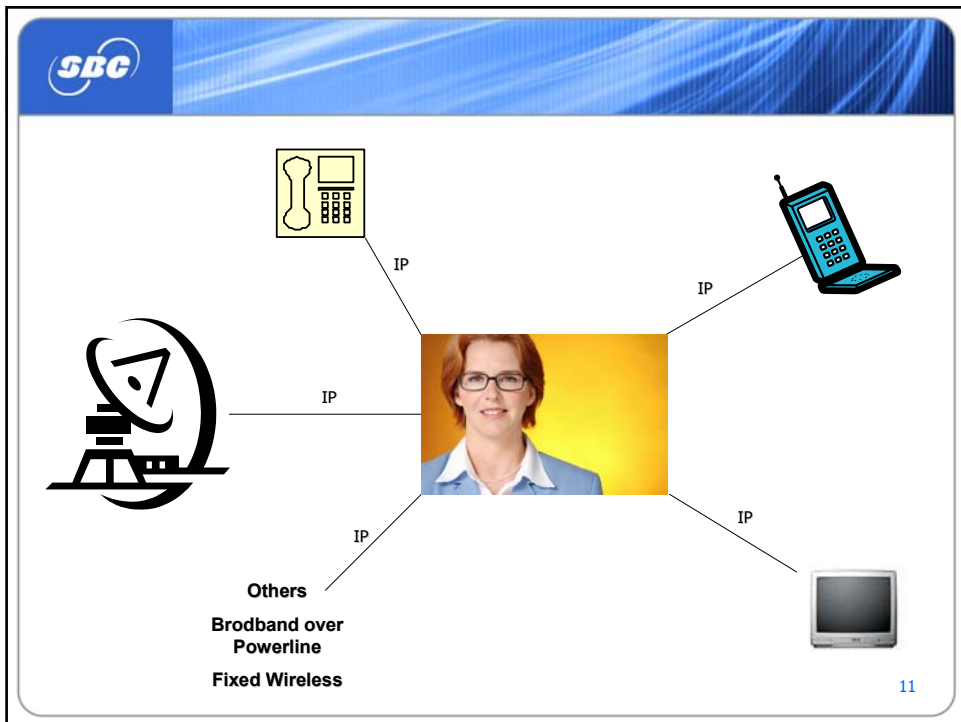 SBC
IP
IP
IP
IP
IP
Others
Brodband over
Powerline
Fixed Wireless
11